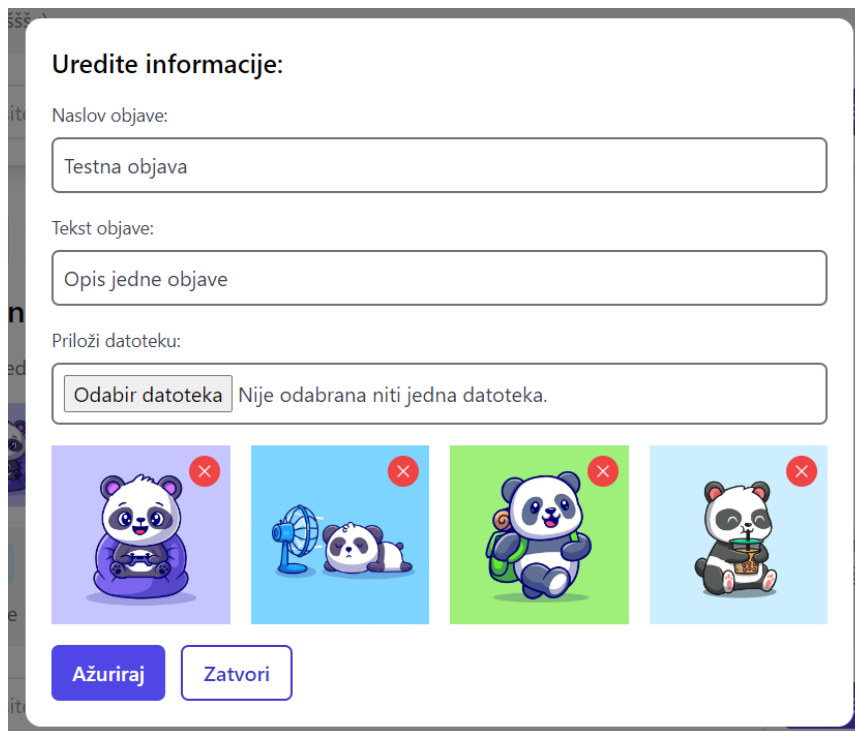 Uredite informacije:
Naslov objave:
Testna objava
Tekst objave:
Opis jedne objave
Priloži datoteku:
Odabir datoteka Nije odabrana niti jedna datoteka.
Ažuriraj Zatvori